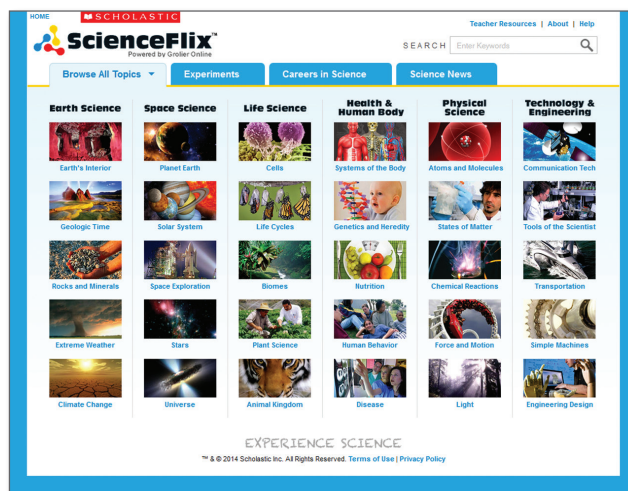 HOME
SCHOLASTIC
Teacher Resources | About | Help
ScienceFlix™
Powered by Grolier Online
SEARCH Enter Keywords
Browse All Topics Experiments Careers in Science Science News
Earth Science Space Science Life Science Health & Human Body Physical Science Technology & Engineering
Earth's Interior Planet Earth Cells Systems of the Body Atoms and Molecules Communication Tech
Geologic Time Solar System Life Cycles Genetics and Heredity States of Matter Tools of the Scientist
Rocks and Minerals Space Exploration Biomes Nutrition Chemical Reactions Transportation
Extreme Weather Stars Plant Science Human Behavior Force and Motion Simple Machines
Climate Change Universe Animal Kingdom Disease Light Engineering Design
EXPERIENCE SCIENCE
™ & © 2014 Scholastic Inc. All Rights Reserved. Terms of Use | Privacy Policy